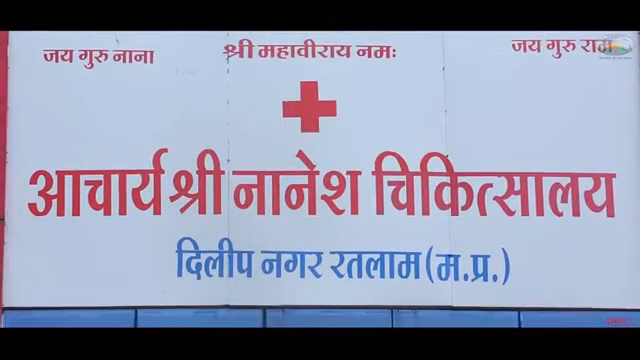 जय गुरु नाना श्री महावीराय नमः जय गुरु राम
आचार्य श्री नानेश चिकित्सालय
दिलीप नगर रतलाम (म.प्र.)